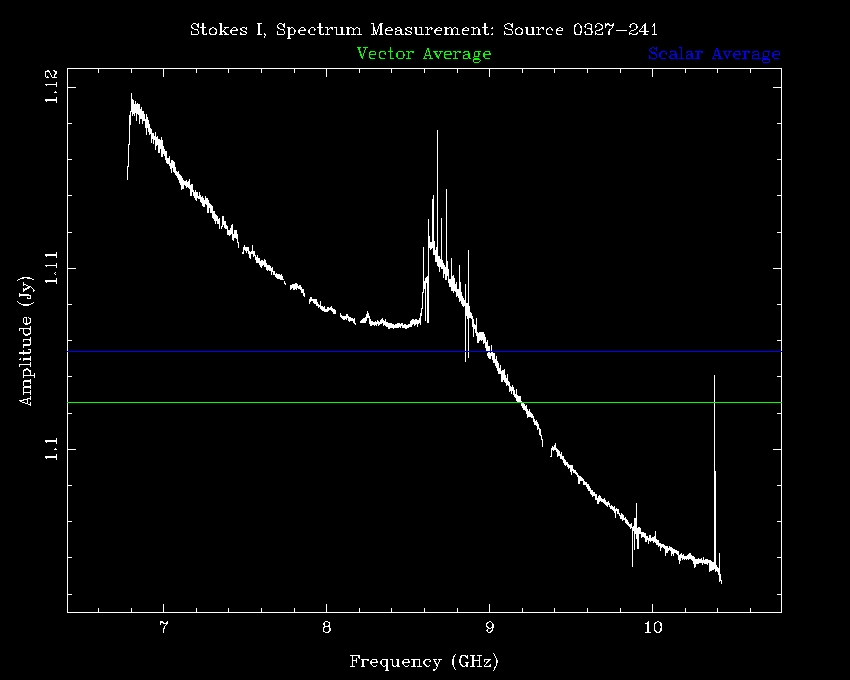 Stokes I, Spectrum Measurement: Source 0327-241
Vector Average
Scalar Average
1.12
1.11
1.1
Amplitude (Jy)
7
8
9
10
Frequency (GHz)